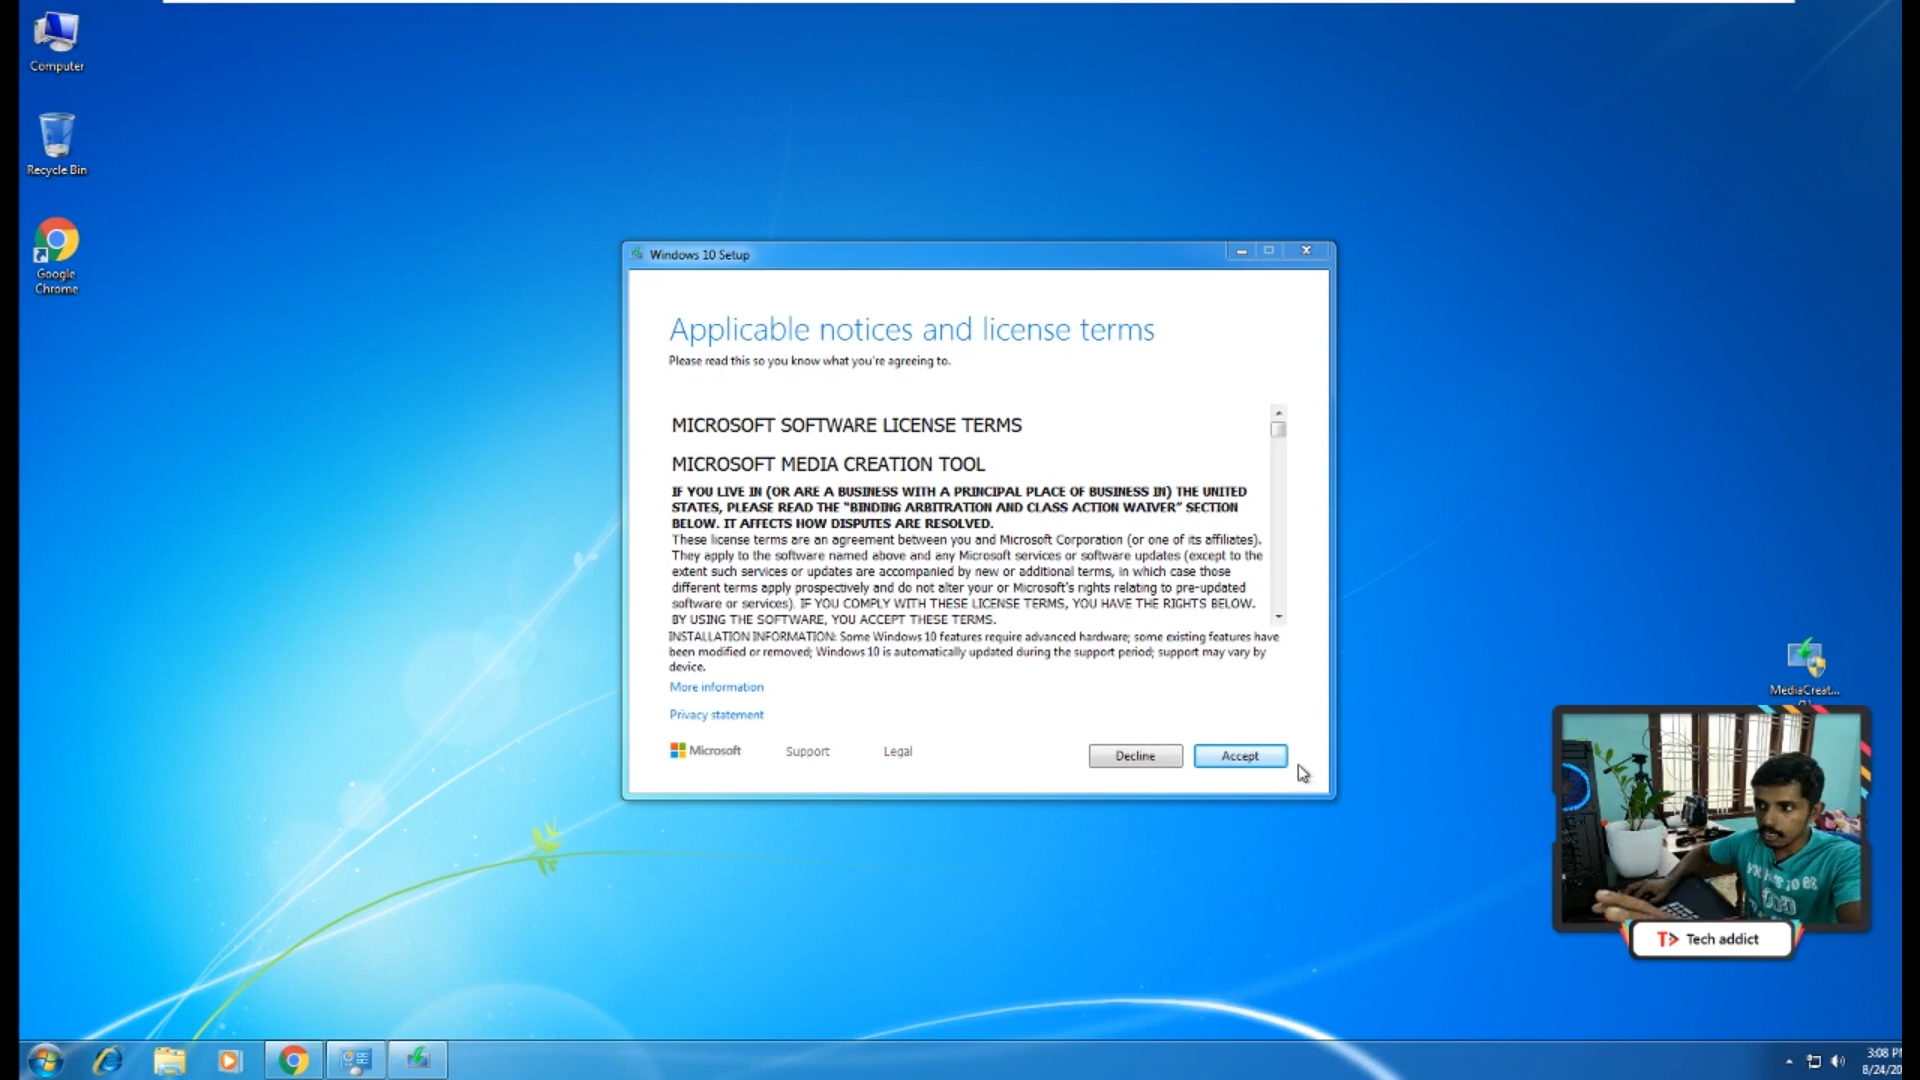 Computer
Recycle Bin
Google
Chrome
Windows 10 Setup
Applicable notices and license terms
Please read this so you know what you're agreeing to.
MICROSOFT SOFTWARE LICENSE TERMS
MICROSOFT MEDIA CREATION TOOL
IF YOU LIVE IN (OR ARE A BUSINESS WITH A PRINCIPAL PLACE OF BUSINESS IN) THE UNITED
STATES, PLEASE READ THE "BINDING ARBITRATION AND CLASS ACTION WAIVER" SECTION
BELOW. IT AFFECTS HOW DISPUTES ARE RESOLVED.
These license terms are an agreement between you and Microsoft Corporation (or one of its affiliates).
They apply to the software named above and any Microsoft services or software updates (except to the
extent such services or updates are accompanied by new or additional terms, in which case those
different terms apply prospectively and do not alter your or Microsoft's rights relating to pre-updated
software or services). IF YOU COMPLY WITH THESE LICENSE TERMS, YOU HAVE THE RIGHTS BELOW.
BY USING THE SOFTWARE, YOU ACCEPT THESE TERMS.
INSTALLATION INFORMATION: Some Windows 10 features require advanced hardware; some existing features have
been modified or removed; Windows 10 is automatically updated during the support period; support may vary by
device.
More information
Privacy statement
Microsoft
Support
Legal
Decline
Accept
MediaCreat...
Tech addict
3:08 PM
8/24/20